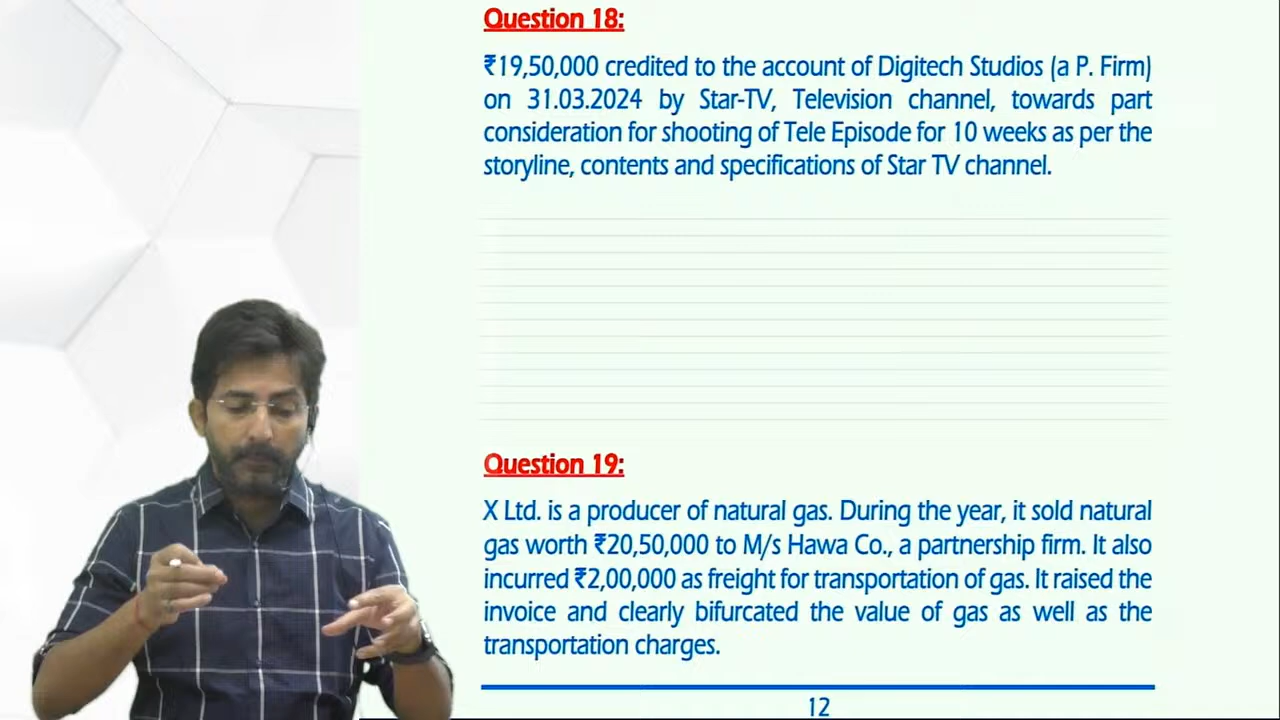 Question 18:
₹19,50,000 credited to the account of Digitech Studios (a P. Firm)
on 31.03.2024 by Star-TV, Television channel, towards part
consideration for shooting of Tele Episode for 10 weeks as per the
storyline, contents and specifications of Star TV channel.
Question 19:
X Ltd. is a producer of natural gas. During the year, it sold natural
gas worth ₹20,50,000 to M/s Hawa Co., a partnership firm. It also
incurred ₹2,00,000 as freight for transportation of gas. It raised the
invoice and clearly bifurcated the value of gas as well as the
transportation charges.
12